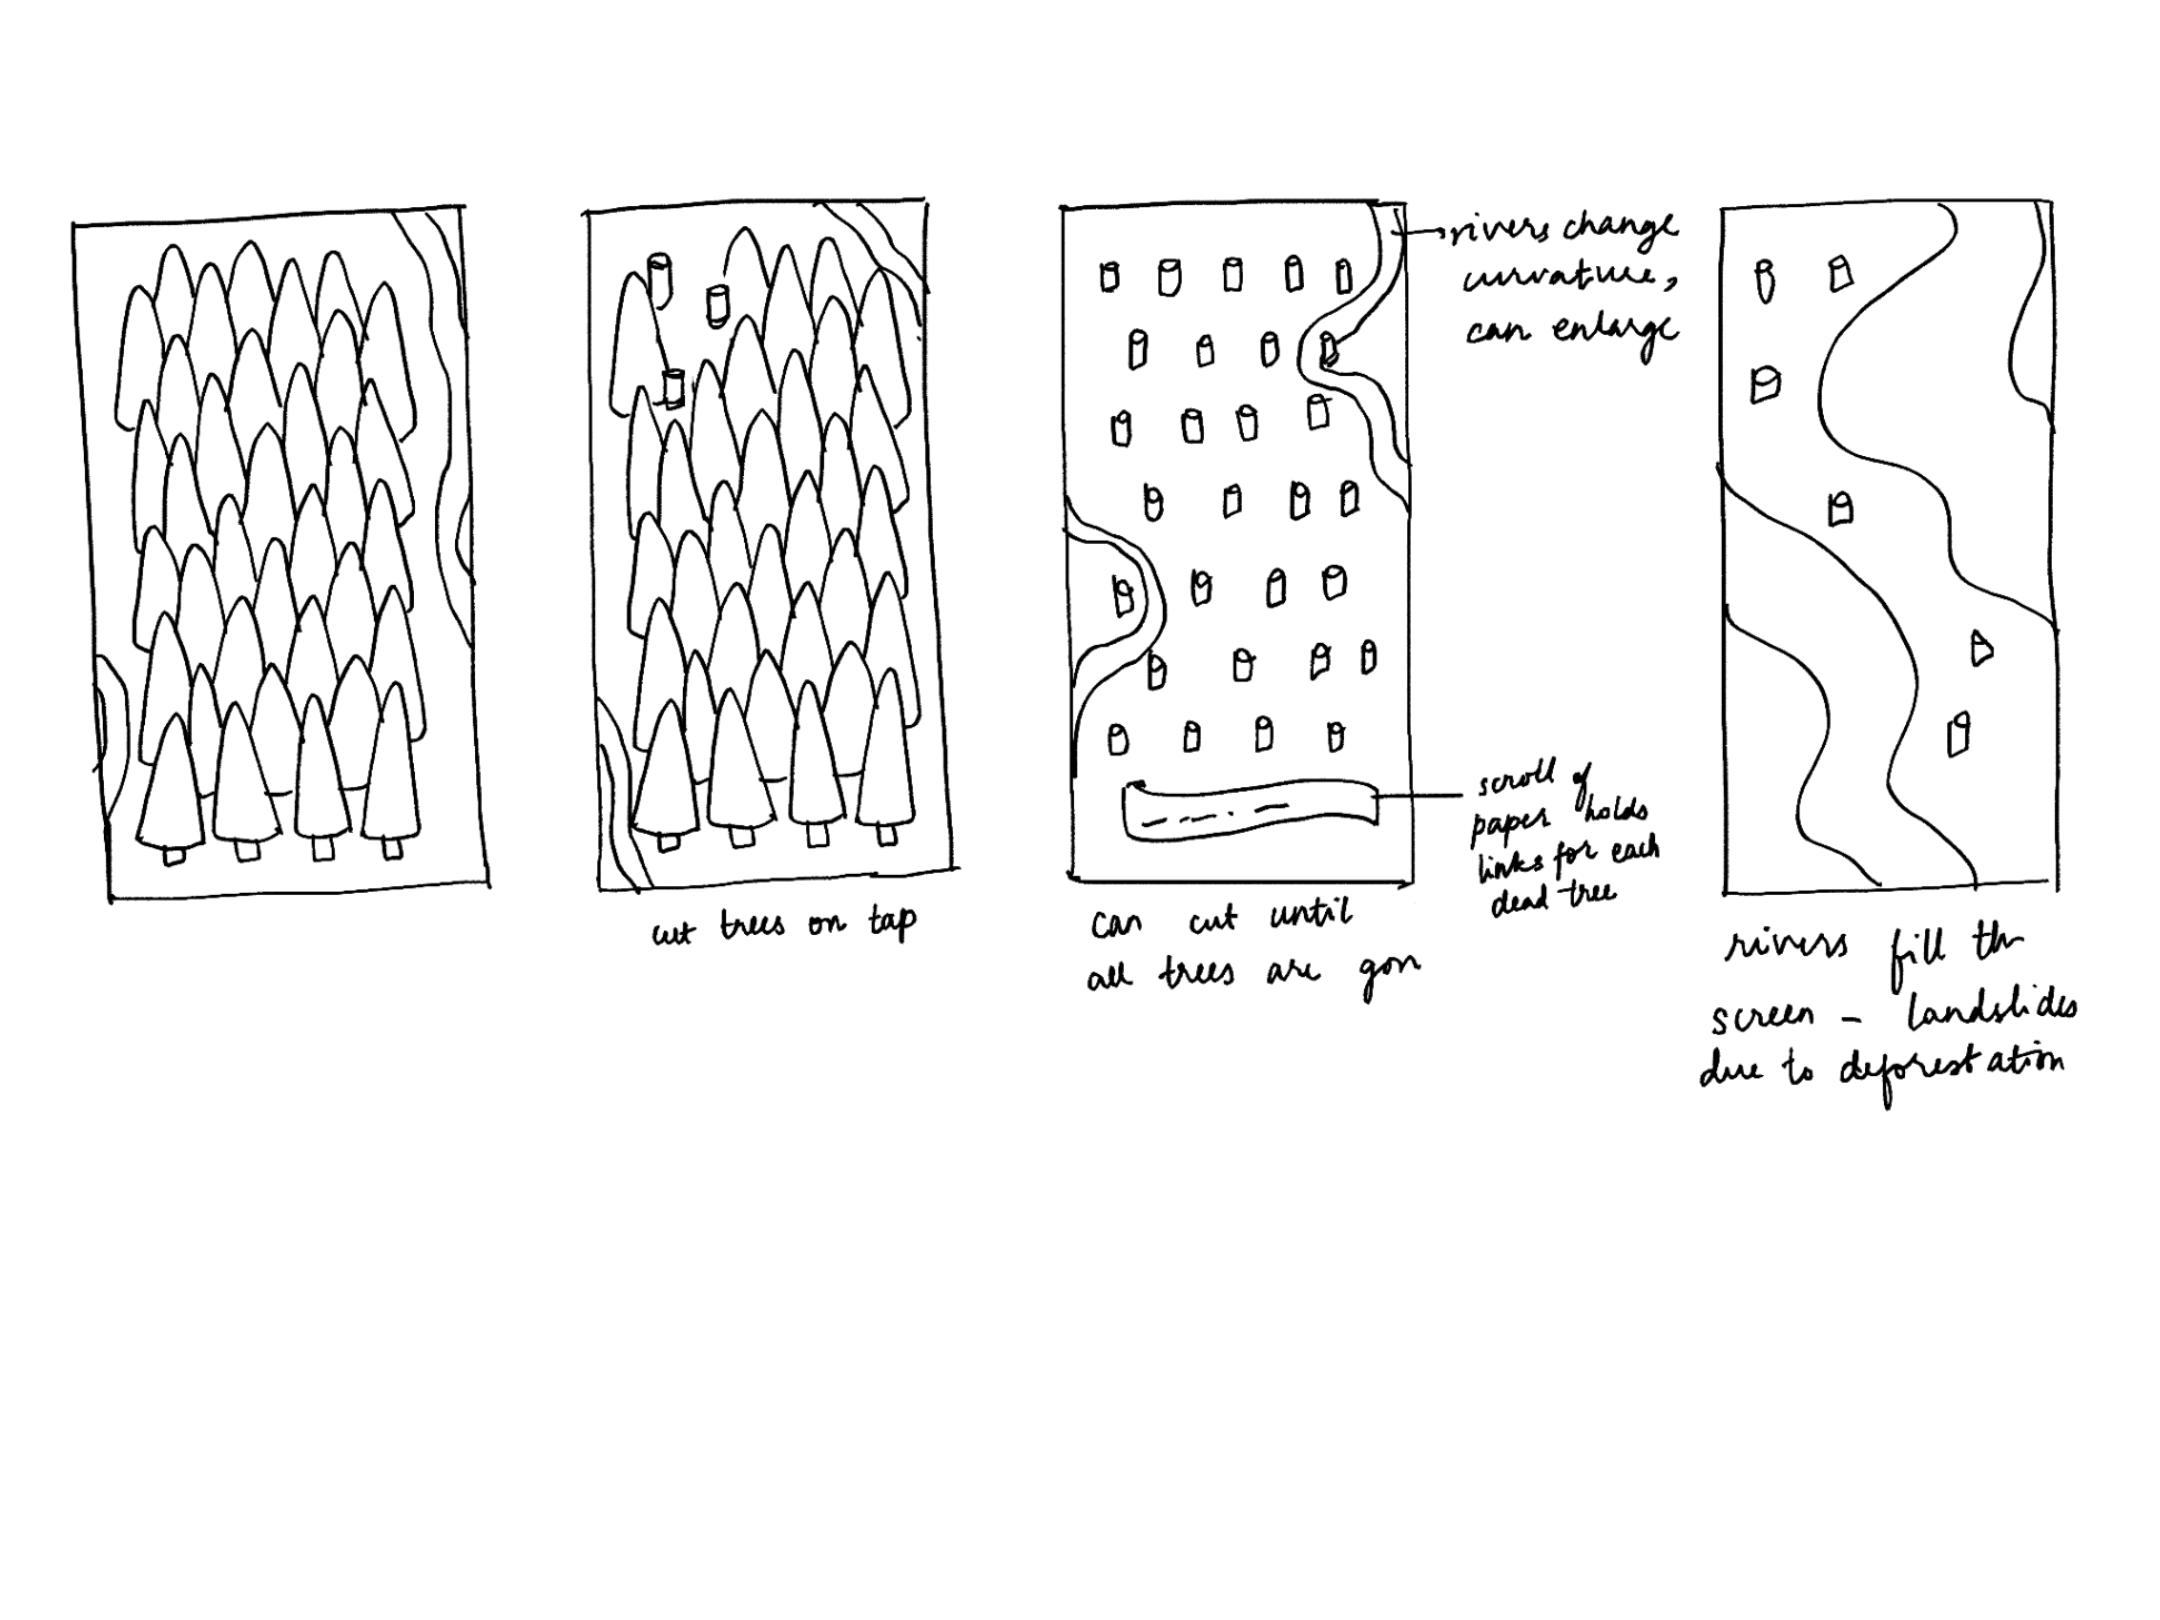 cut trees on tap
can cut until
all trees are gon
rivers change
curvature,
can enlarge
scroll of
paper holds
links for each
dead tree
rivers fill th
screen – landslides
due to deforestation